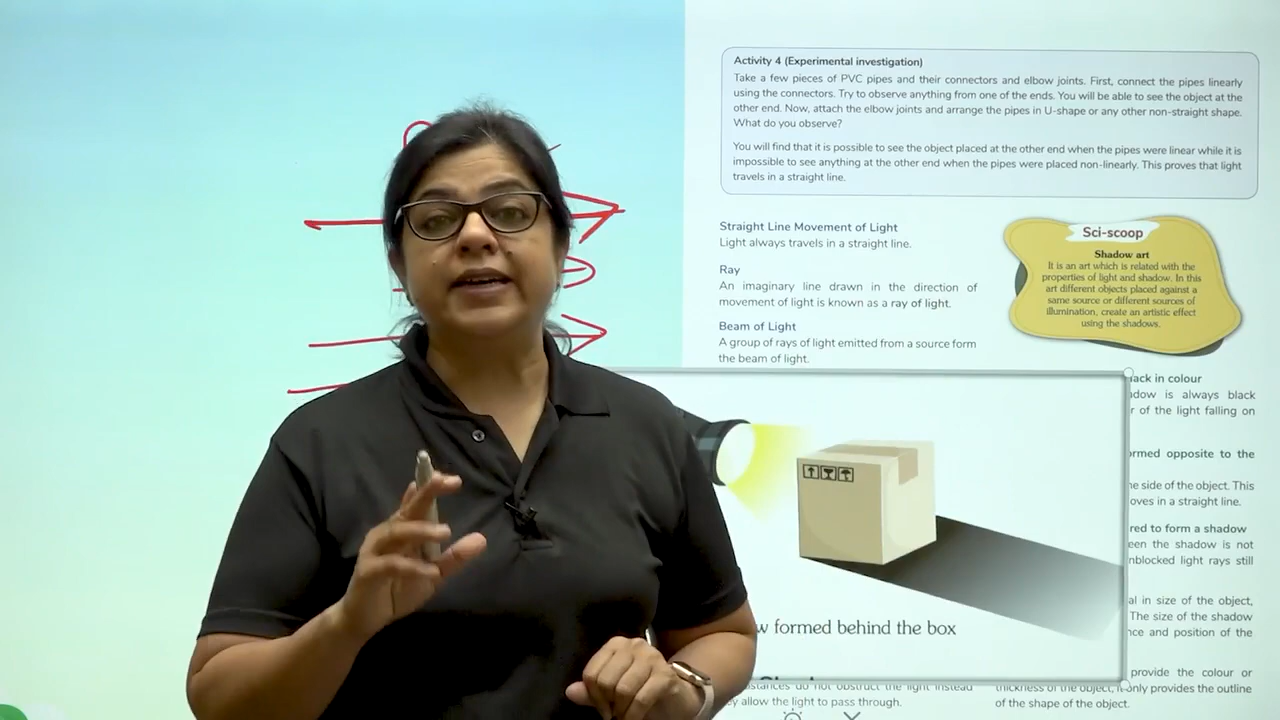 Activity 4 (Experimental investigation)
Take a few pieces of PVC pipes and their connectors and elbow joints. First, connect the pipes linearly
using the connectors. Try to observe anything from one of the ends. You will be able to see the object at the
other end. Now, attach the elbow joints and arrange the pipes in U-shape or any other non-straight shape.
What do you observe?
You will find that it is possible to see the object placed at the other end when the pipes were linear while it is
impossible to see anything at the other end when the pipes were placed non-linearly. This proves that light
travels in a straight line.
Straight Line Movement of Light
Light always travels in a straight line.
Ray
An imaginary line drawn in the direction of
movement of light is known as a ray of light.
Beam of Light
A group of rays of light emitted from a source form
the beam of light.
Sci-scoop
Shadow art
It is an art which is related with the
properties of light and shadow. In this
art different objects placed against a
same source or different sources of
illumination, create an artistic effect
using the shadows.
formed behind the box
allow the light to pass through.
in colour
is always black
of the light falling on
opposite to the
side of the object. This
in a straight line.
to form a shadow
the shadow is not
light rays still
in size of the object,
The size of the shadow
and position of the
provide the colour or
thickness of the object, it only provides the outline
of the shape of the object.